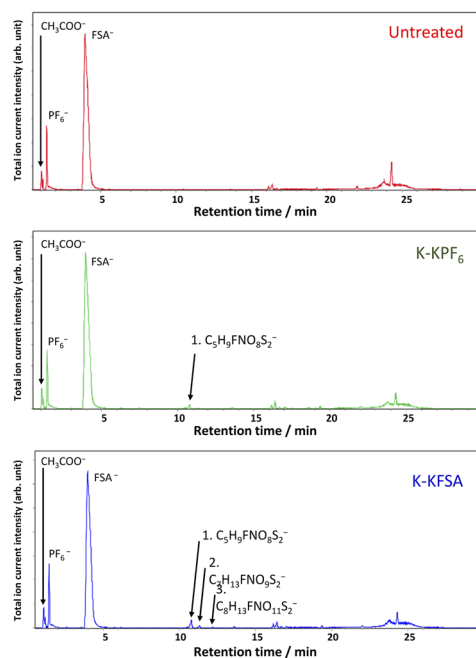 Untreated
CH₃COO⁻
FSA⁻
PF₆⁻
Total ion current intensity (arb. unit)
5 10 15 20 25
Retention time / min
K-KPF₆
CH₃COO⁻
FSA⁻
PF₆⁻
1. C₅H₉FNO₈S₂⁻
Total ion current intensity (arb. unit)
5 10 15 20 25
Retention time / min
K-KFSA
CH₃COO⁻
FSA⁻
PF₆⁻
1. C₅H₉FNO₈S₂⁻
2.
C₇H₁₃FNO₉S₂⁻
3.
C₈H₁₃FNO₁₁S₂⁻
Total ion current intensity (arb. unit)
5 10 15 20 25
Retention time / min